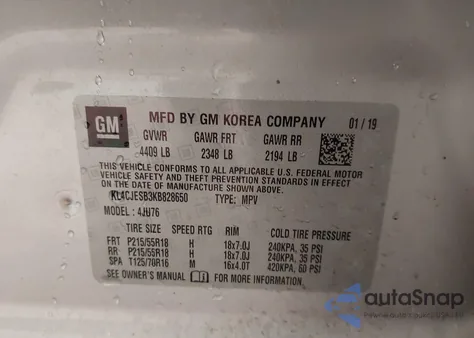 GM
MFD BY GM KOREA COMPANY 01/19
GVWR GAWR FRT GAWR RR
4409 LB 2348 LB 2194 LB
THIS VEHICLE CONFORMS TO ALL APPLICABLE U.S. FEDERAL MOTOR
VEHICLE SAFETY AND THEFT PREVENTION STANDARDS IN EFFECT ON
THE DATE OF MANUFACTURE SHOWN ABOVE.
KL4CJESB3KB828650 TYPE: MPV
MODEL: 4JU76
TIRE SIZE SPEED RTG RIM COLD TIRE PRESSURE
FRT P215/55R18 H 18x7.0J 240KPA, 35 PSI
RR P215/55R18 H 18x7.0J 240KPA, 35 PSI
SPA T125/70R16 M 16x4.0T 420KPA, 60 PSI
SEE OWNER'S MANUAL FOR MORE INFORMATION.
autoSnap
www.autosnap.